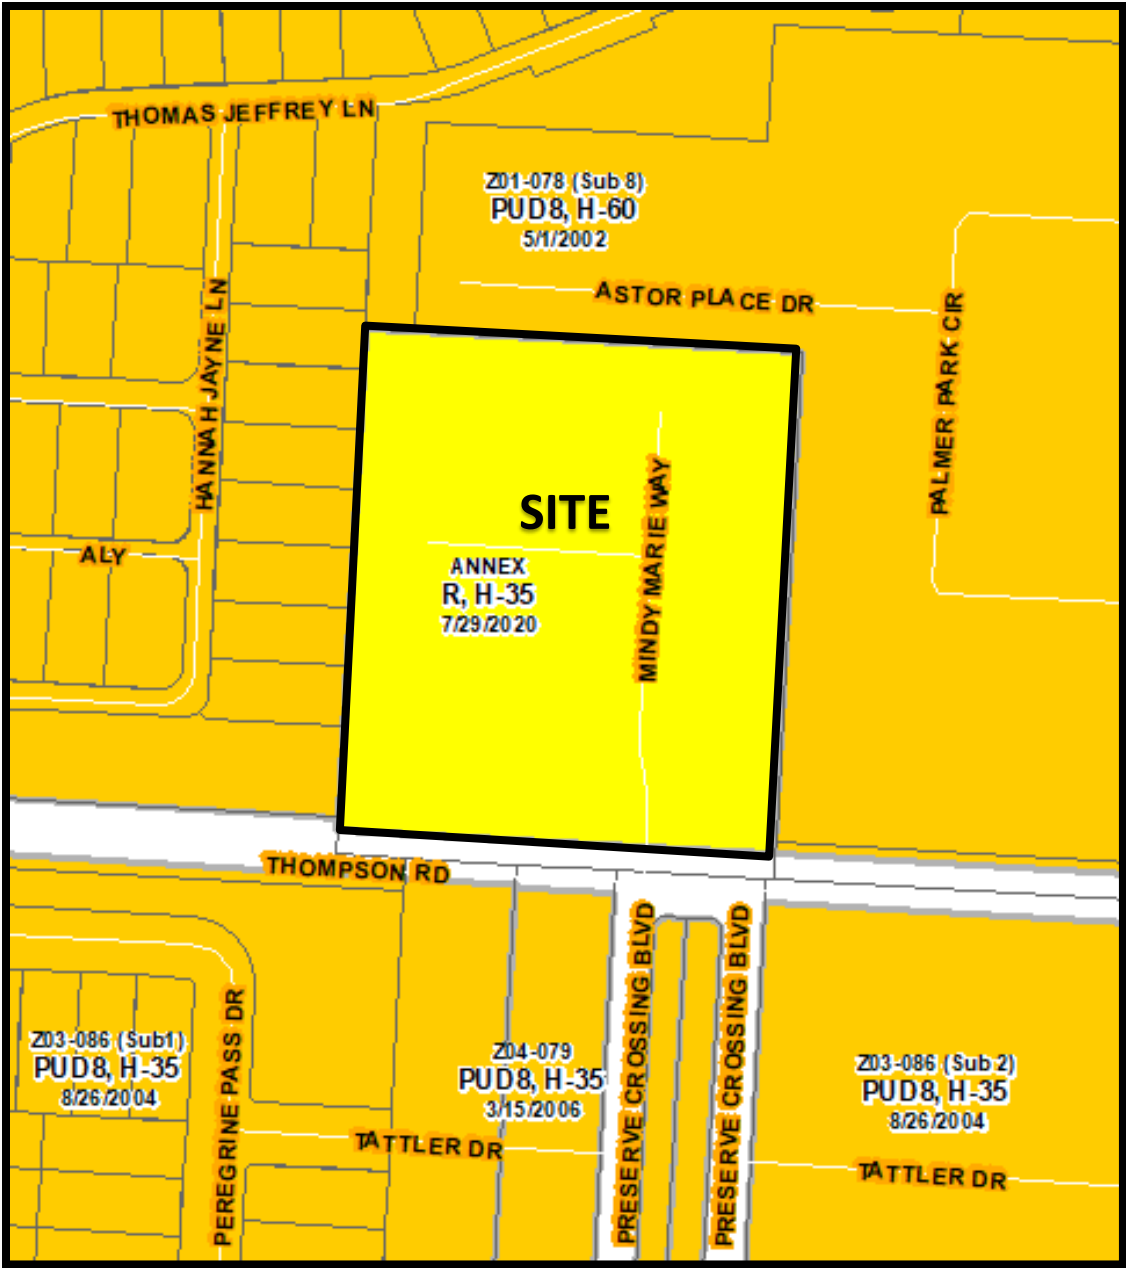 THOMAS JEFFREY LN
Z01-078 (Sub 8)
PUD8, H-60
5/1/2002
ASTOR PLACE DR
PALMER PARK CIR
HANNAH JAYNE LN
ALY
SITE
MINDY MARIE WAY
ANNEX
R, H-35
7/29/2020
THOMPSON RD
PRESERVE CROSSING BLVD
PRESERVE CROSSING BLVD
PEREGRINE PASS DR
Z03-086 (Sub1)
PUD8, H-35
8/26/2004
Z04-079
PUD8, H-35
3/15/2006
Z03-086 (Sub 2)
PUD8, H-35
8/26/2004
TATTLER DR
TATTLER DR